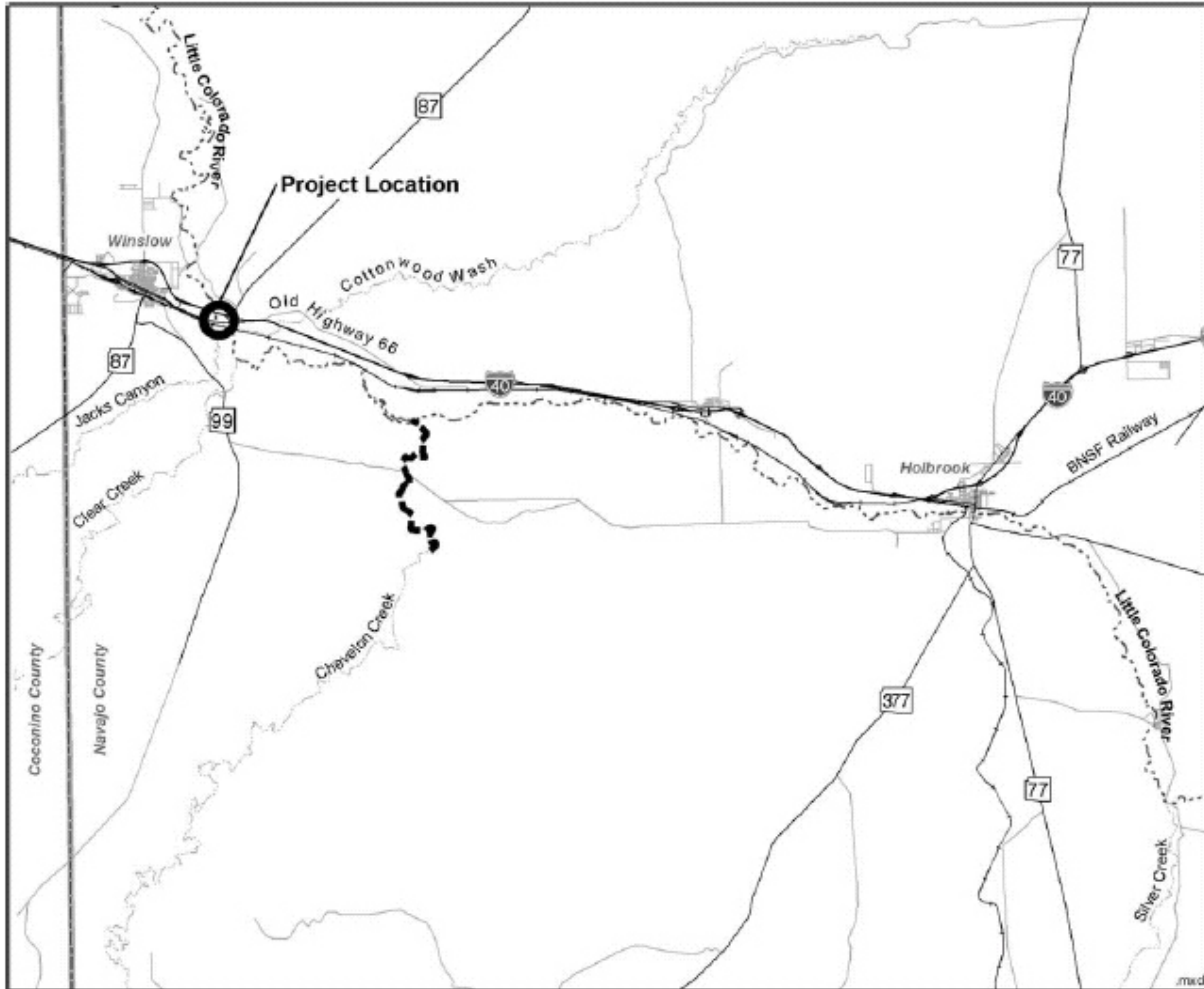 Little Colorado River
87
Project Location
Winslow
Cottonwood Wash
Old Highway 66
77
87
40
40
Jacks Canyon
99
BNSF Railway
Holbrook
Clear Creek
Chevelon Creek
Little Colorado River
Coconino County
Navajo County
377
77
Silver Creek
.mxd